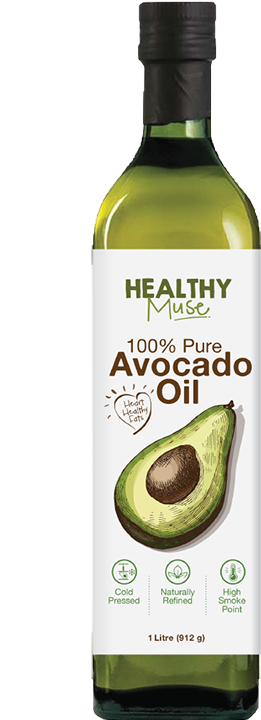 HEALTHY
Muse
100% Pure
Avocado
Oil
Heart
Healthy
Fats
Cold
Pressed
Naturally
Refined
High
Smoke
Point
1 Litre (912 g)